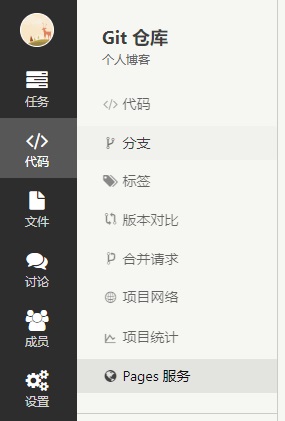 任务
代码
文件
讨论
成员
设置
Git 仓库
个人博客
代码
分支
标签
版本对比
合并请求
项目网络
项目统计
Pages 服务